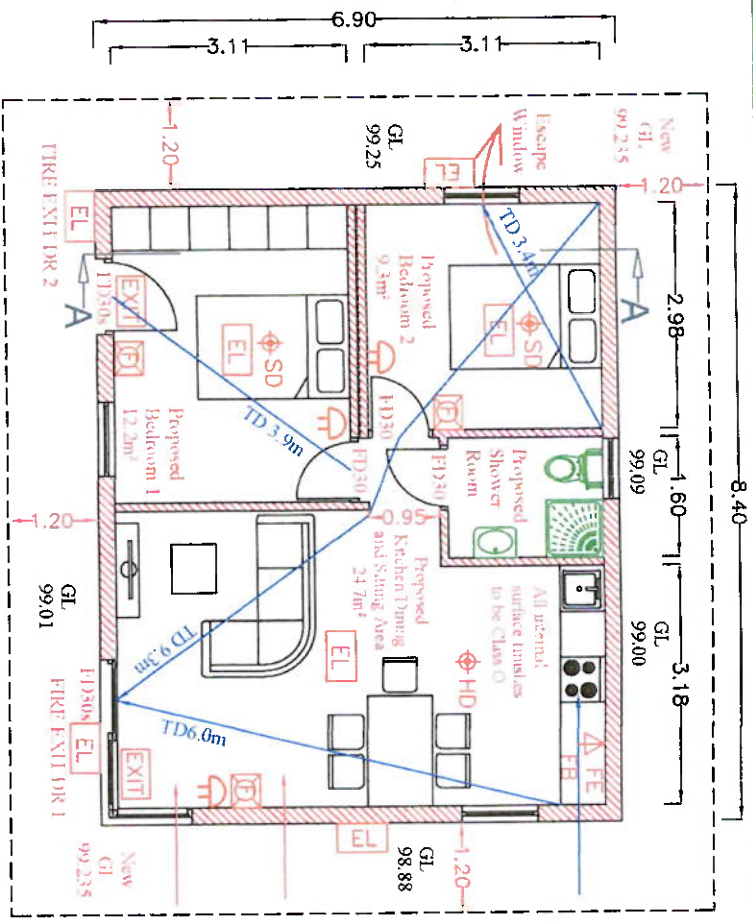 6.90
3.11
3.11
8.40
2.98
1.60
3.18
New
GL
99.235
1.20
Escape
Window
EL
GL
99.25
1.20
FIRE EXIT DR 2
EL
A
A
GL
99.09
GL
99.00
TD 3.4m
Proposed
Bedroom 2
9.3m²
EL
SD
F
FD30
FD30
FD30
Proposed
Shower
Room
0.95
EXIT
FD30s
F
EL
SD
TD 3.9m
Proposed
Bedroom 1
12.2m²
Proposed
Kitchen Dining
and Sitting Area
24.7m²
All internal
surface finishes
to be Class O
EL
HD
TD 9.3m
TD6.0m
FE
FB
EXIT
F
1.20
GL
99.01
FD30s
FIRE EXIT DR 1
EL
EL
GL
98.88
1.20
New
GL
99.235